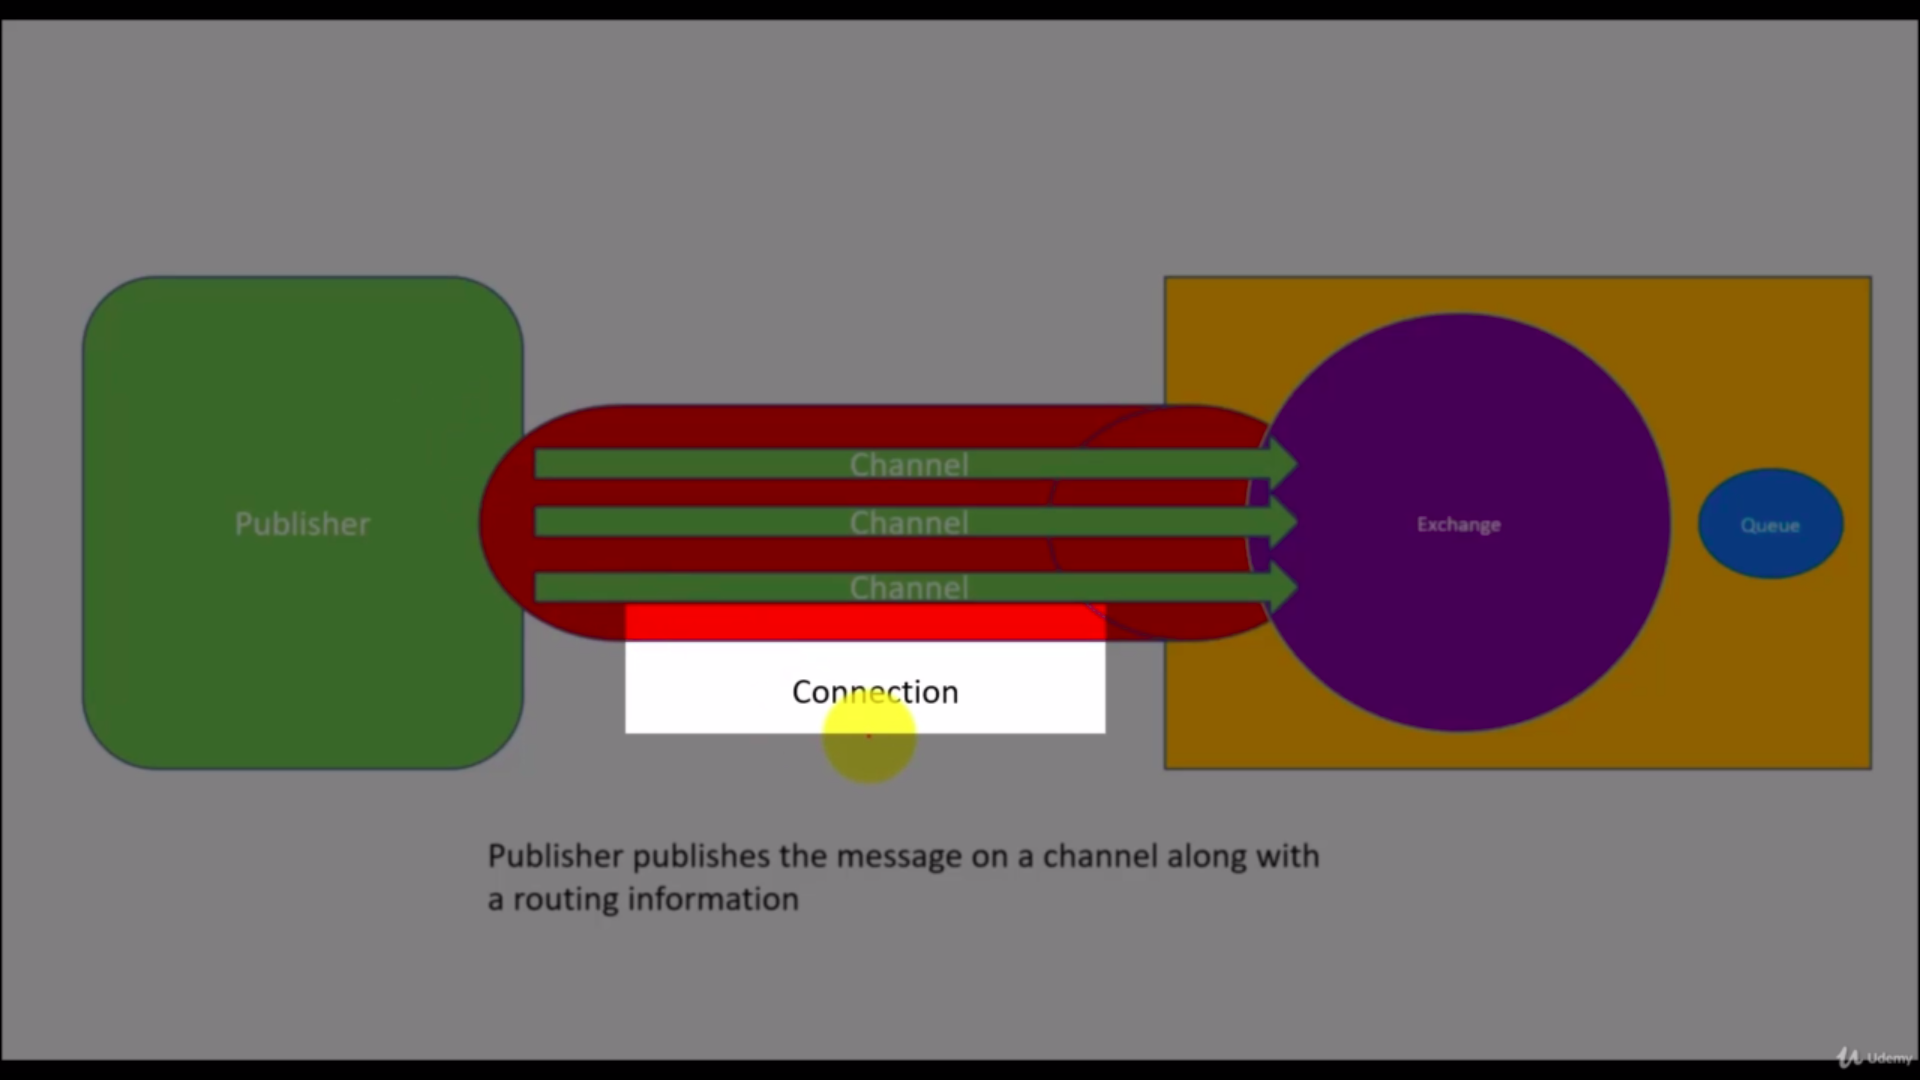 Channel
Publisher
Channel
Exchange
Queue
Channel
Connection
Publisher publishes the message on a channel along with
a routing information
Udemy